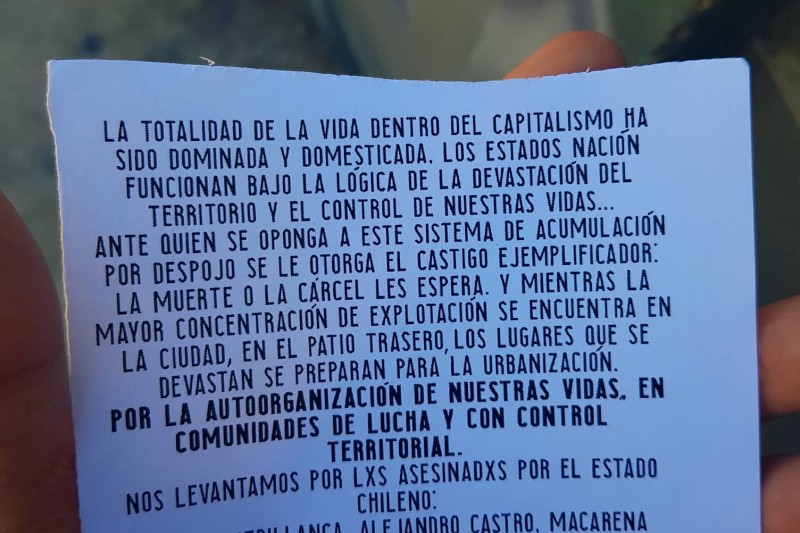 LA TOTALIDAD DE LA VIDA DENTRO DEL CAPITALISMO HA
SIDO DOMINADA Y DOMESTICADA. LOS ESTADOS NACIÓN
FUNCIONAN BAJO LA LÓGICA DE LA DEVASTACIÓN DEL
TERRITORIO Y EL CONTROL DE NUESTRAS VIDAS...
ANTE QUIEN SE OPONGA A ESTE SISTEMA DE ACUMULACIÓN
POR DESPOJO SE LE OTORGA EL CASTIGO EJEMPLIFICADOR:
LA MUERTE O LA CÁRCEL LES ESPERA. Y MIENTRAS LA
MAYOR CONCENTRACIÓN DE EXPLOTACIÓN SE ENCUENTRA EN
LA CIUDAD, EN EL PATIO TRASERO, LOS LUGARES QUE SE
DEVASTAN SE PREPARAN PARA LA URBANIZACIÓN.
POR LA AUTOORGANIZACIÓN DE NUESTRAS VIDAS, EN
COMUNIDADES DE LUCHA Y CON CONTROL
TERRITORIAL.
NOS LEVANTAMOS POR LXS ASESINADXS POR EL ESTADO
CHILENO:
ALEJANDRO CASTRO, MACARENA